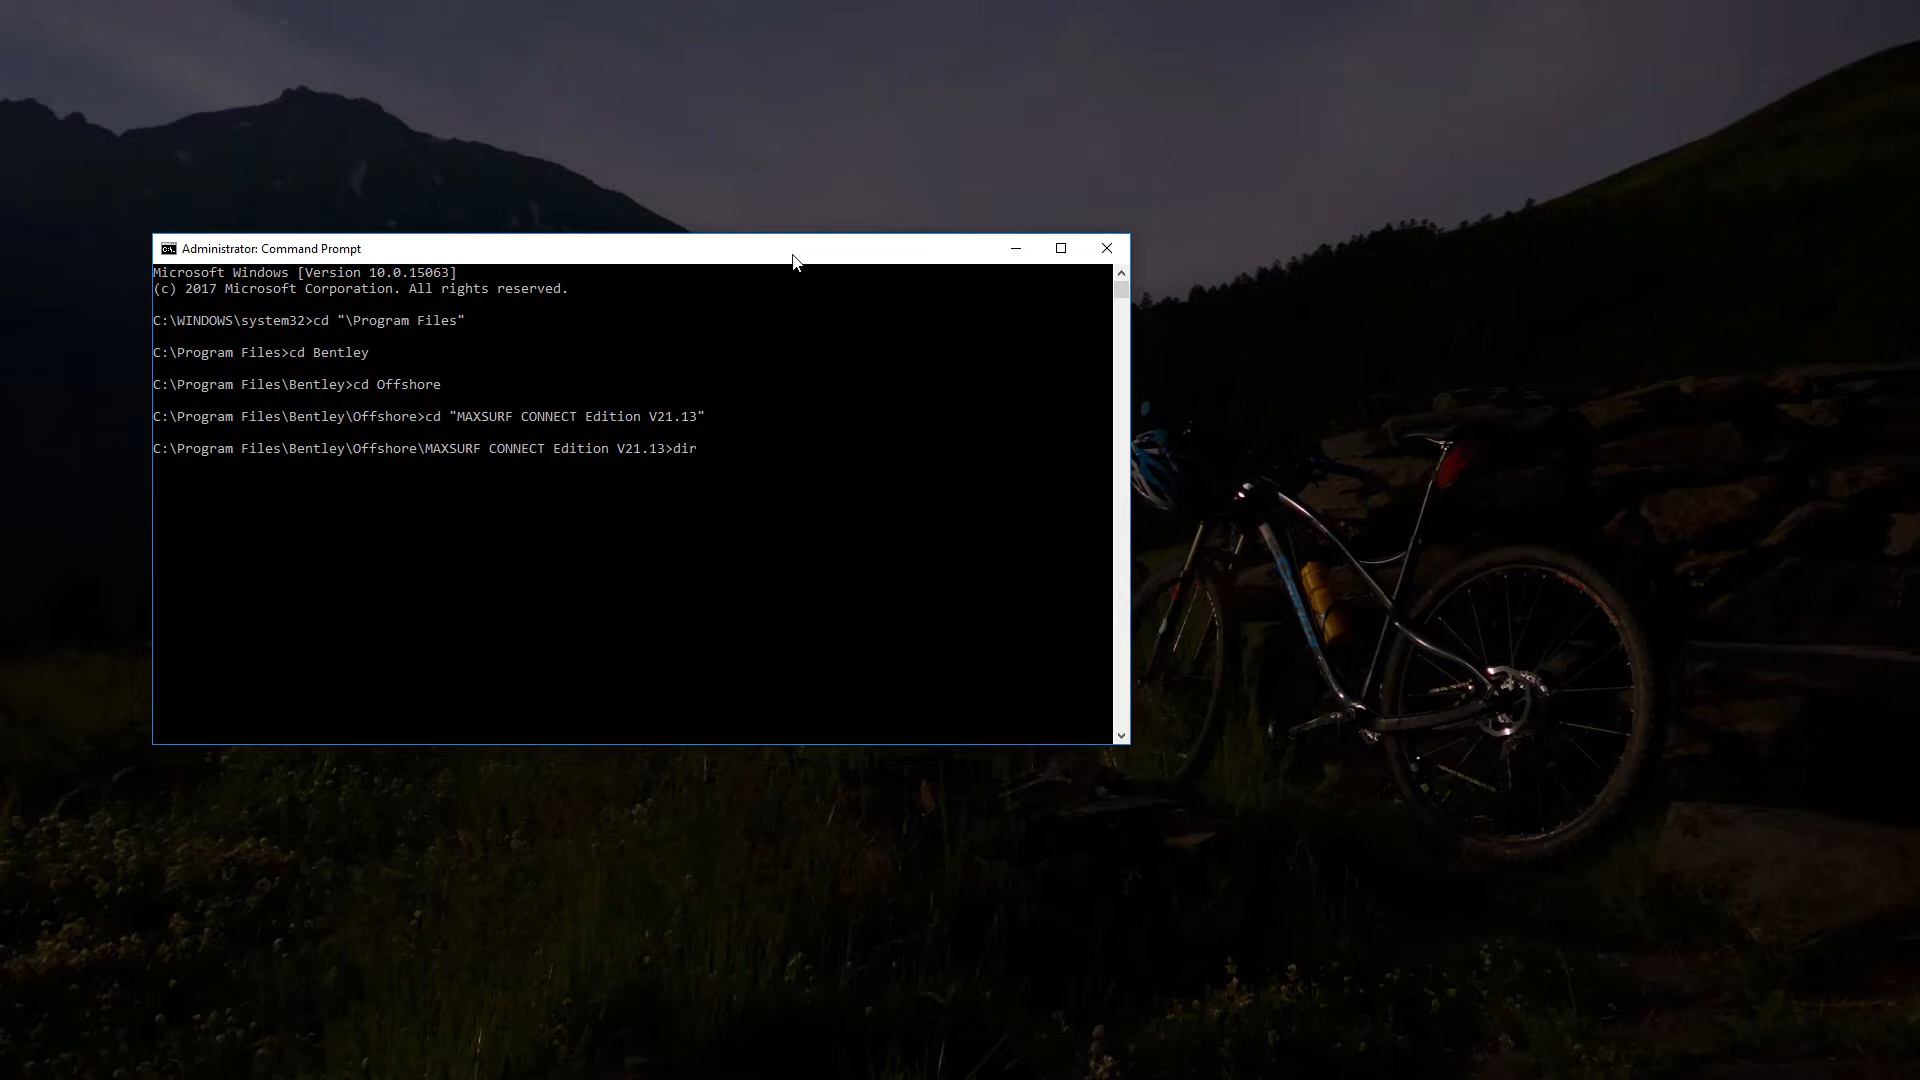 Administrator: Command Prompt
Microsoft Windows [Version 10.0.15063]
(c) 2017 Microsoft Corporation. All rights reserved.
C:\WINDOWS\system32>cd "\Program Files"
C:\Program Files>cd Bentley
C:\Program Files\Bentley>cd Offshore
C:\Program Files\Bentley\Offshore>cd "MAXSURF CONNECT Edition V21.13"
C:\Program Files\Bentley\Offshore\MAXSURF CONNECT Edition V21.13>dir